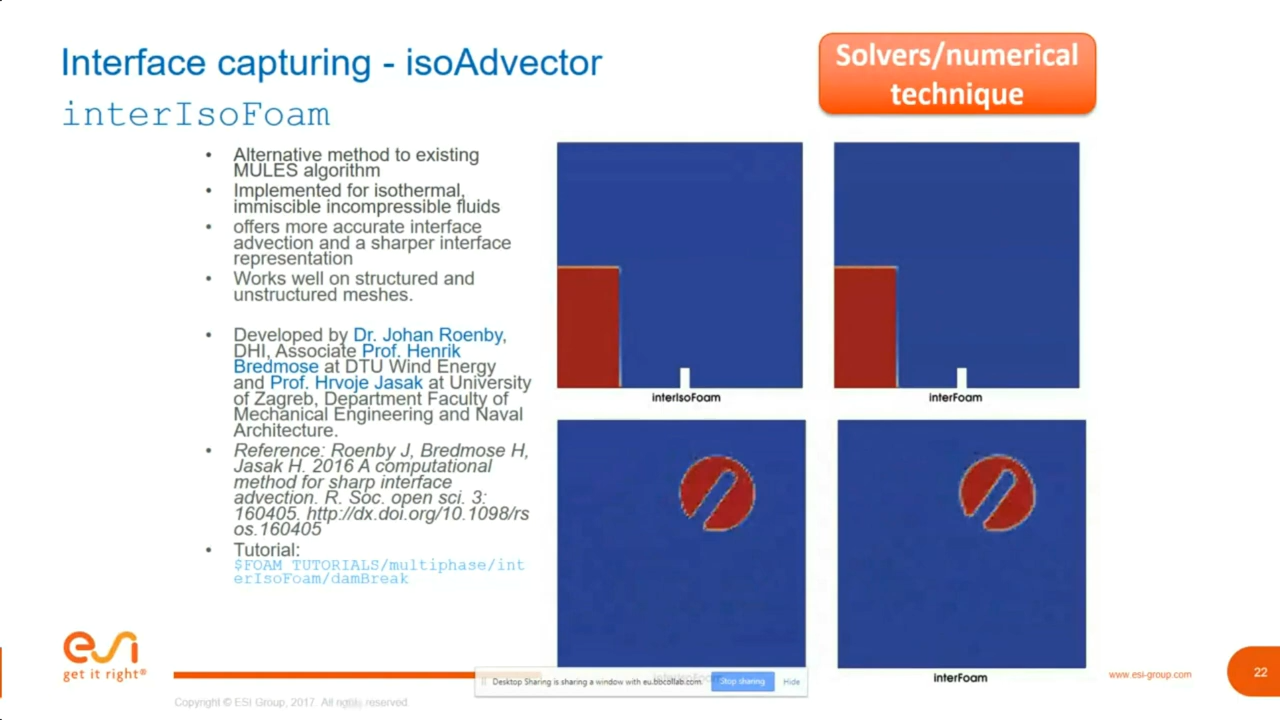 Interface capturing - isoAdvector
interIsoFoam
Solvers/numerical
technique
• Alternative method to existing
MULES algorithm
• Implemented for isothermal,
immiscible incompressible fluids
• offers more accurate interface
advection and a sharper interface
representation
• Works well on structured and
unstructured meshes.
• Developed by Dr. Johan Roenby,
DHI, Associate Prof. Henrik
Bredmose at DTU Wind Energy
and Prof. Hrvoje Jasak at University
of Zagreb, Department Faculty of
Mechanical Engineering and Naval
Architecture.
• Reference: Roenby J, Bredmose H,
Jasak H. 2016 A computational
method for sharp interface
advection. R. Soc. open sci. 3:
160405. http://dx.doi.org/10.1098/rs
os.160405
• Tutorial:
$FOAM_TUTORIALS/multiphase/int
erIsoFoam/damBreak
interIsoFoam
interFoam
interFoam
esi
get it right®
Desktop Sharing is sharing a window with eu.bbcollab.com.
Stop sharing
Hide
www.esi-group.com
22
Copyright © ESI Group, 2017. All rights reserved.